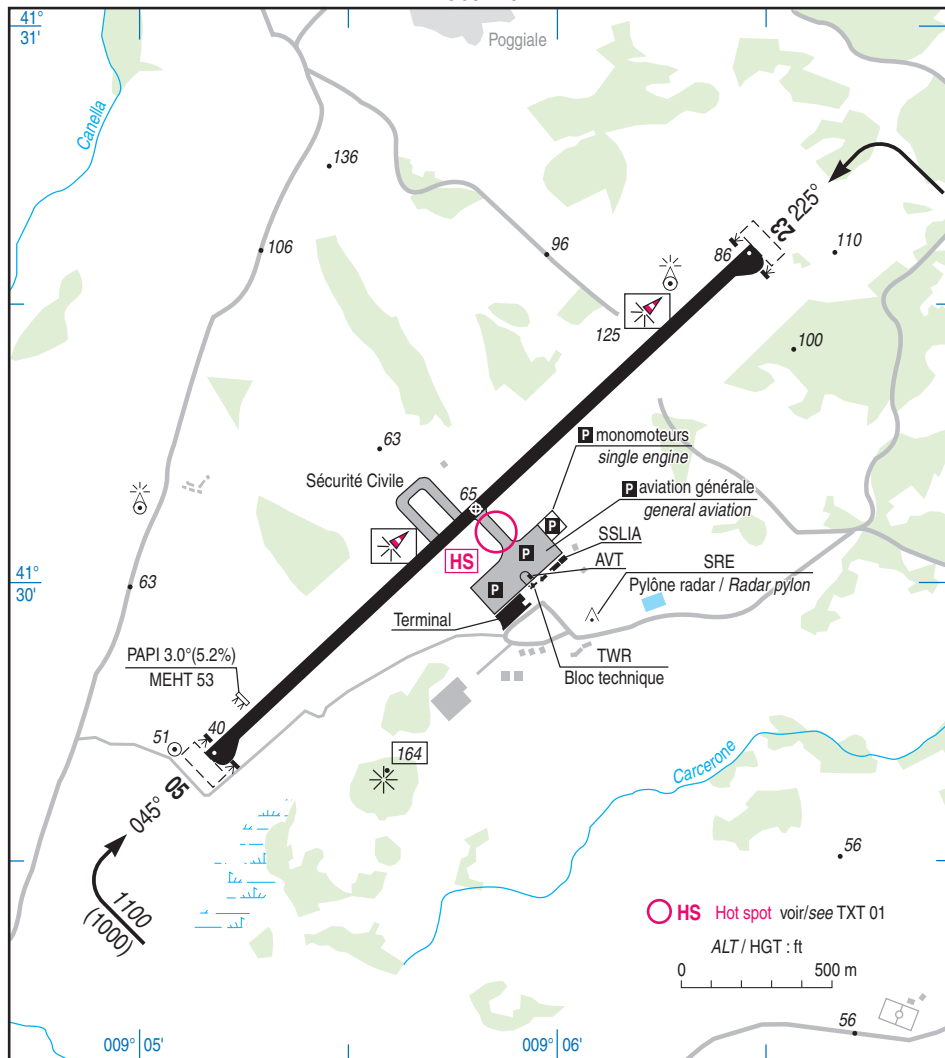 41°
31'
Poggiale
Canella
136
23 225°
106
96
86
110
125
100
P monomoteurs
single engine
63
Sécurité Civile
65
P aviation générale
general aviation
P
HS
P
SSLIA
AVT
SRE
Pylône radar / Radar pylon
41°
30'
63
P
Terminal
TWR
Bloc technique
PAPI 3.0°(5.2%)
MEHT 53
40
51
164
Carcerone
045° 05
56
1100
(1000)
HS Hot spot voir/see TXT 01
ALT / HGT : ft
0 500 m
56
009° 05'
009° 06'